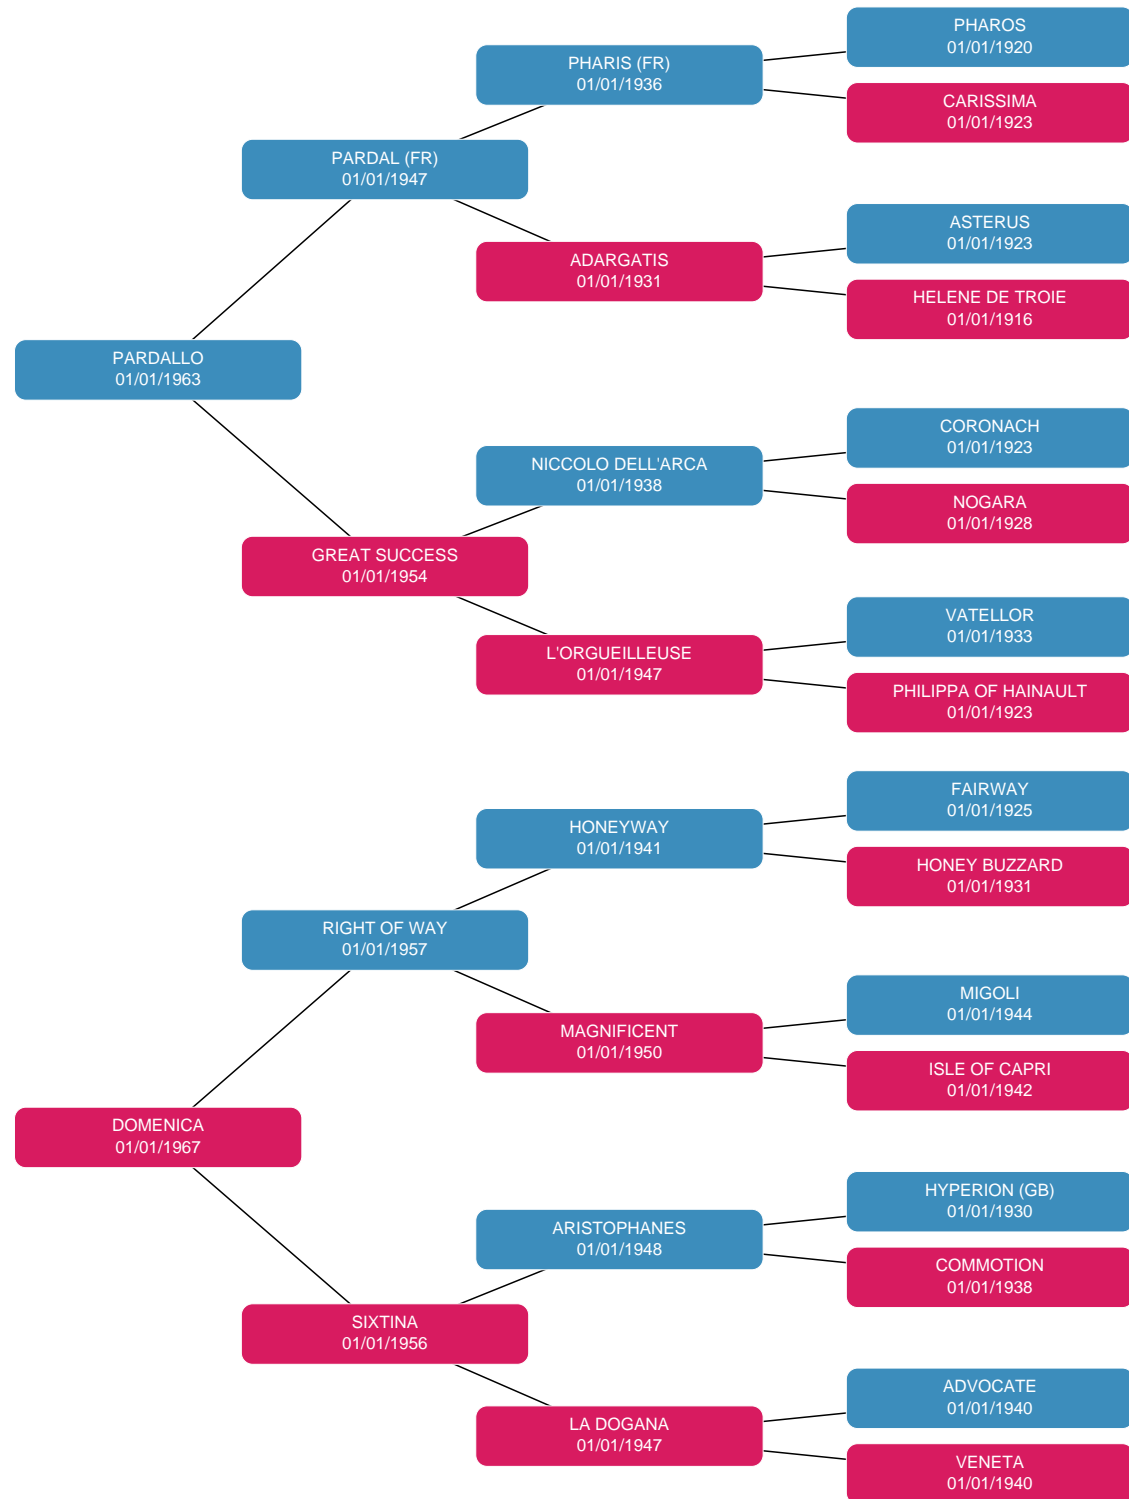 PHAROS
01/01/1920
PHARIS (FR)
01/01/1936
CARISSIMA
01/01/1923
PARDAL (FR)
01/01/1947
ASTERUS
01/01/1923
ADARGATIS
01/01/1931
HELENE DE TROIE
01/01/1916
PARDALLO
01/01/1963
CORONACH
01/01/1923
NICCOLO DELL'ARCA
01/01/1938
NOGARA
01/01/1928
GREAT SUCCESS
01/01/1954
VATELLOR
01/01/1933
L'ORGUEILLEUSE
01/01/1947
PHILIPPA OF HAINAULT
01/01/1923
FAIRWAY
01/01/1925
HONEYWAY
01/01/1941
HONEY BUZZARD
01/01/1931
RIGHT OF WAY
01/01/1957
MIGOLI
01/01/1944
MAGNIFICENT
01/01/1950
ISLE OF CAPRI
01/01/1942
DOMENICA
01/01/1967
HYPERION (GB)
01/01/1930
ARISTOPHANES
01/01/1948
COMMOTION
01/01/1938
SIXTINA
01/01/1956
ADVOCATE
01/01/1940
LA DOGANA
01/01/1947
VENETA
01/01/1940